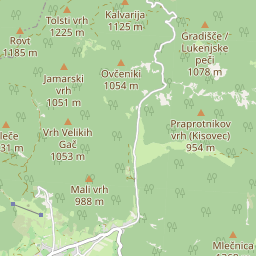 Tolsti vrh
1225 m
Kalvarija
1125 m
Rovt
1185 m
Gradišče /
Lukenjske
peči
1078 m
Ovčeniki
1054 m
Jamarski
vrh
1051 m
Vrh Velikih
Gač
1053 m
Praprotnikov
vrh (Kisovec)
954 m
31 m
Mali vrh
988 m
Mlečnica